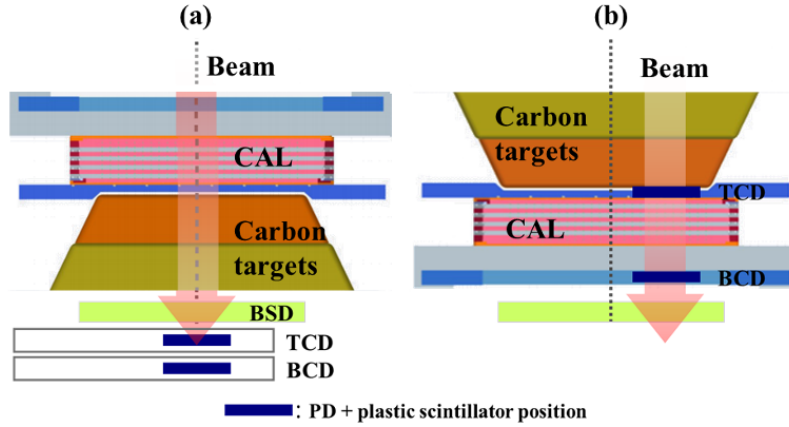 (a)
Beam
CAL
Carbon
targets
BSD
TCD
BCD
(b)
Beam
Carbon
targets
TCD
CAL
BCD
: PD + plastic scintillator position